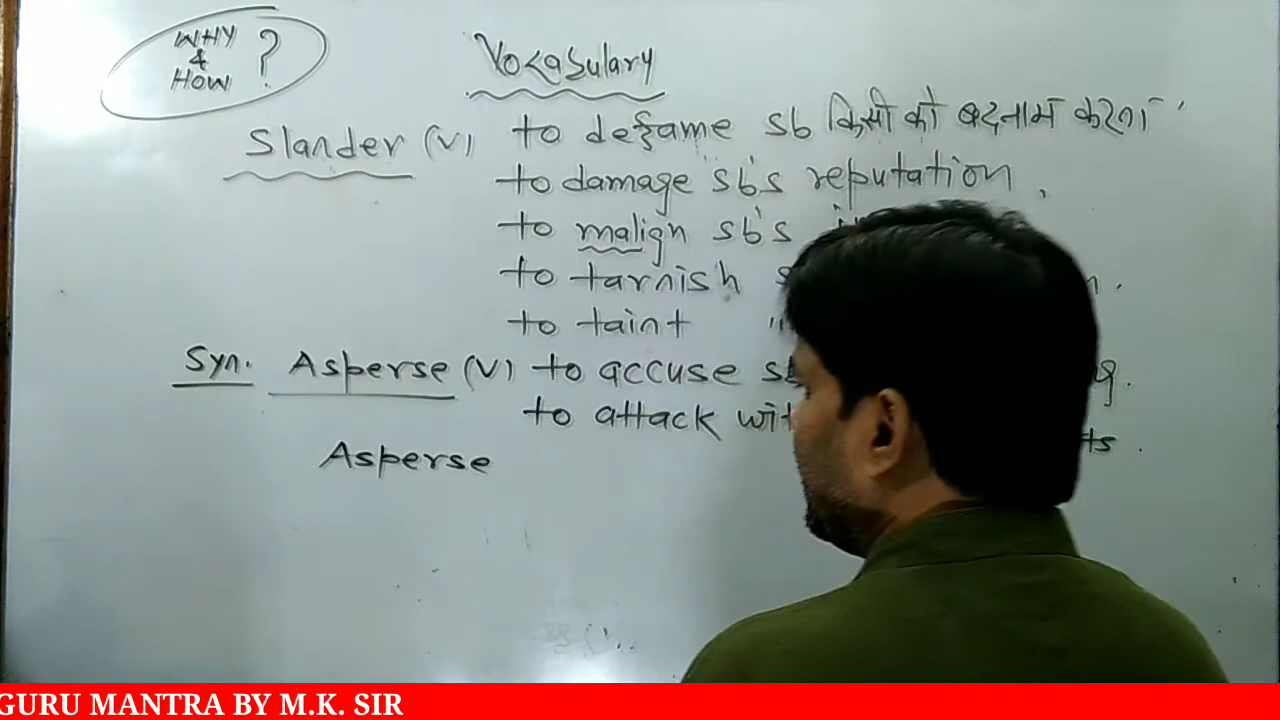 WHY
&
HOW ?
Vocabulary
Slander (V) to defame sb किसी को बदनाम करना
to damage sb's reputation.
to malign sb's
to tarnish
to taint "
Syn. Asperse (V) to accuse
to attack
Asperse
GURU MANTRA BY M.K. SIR